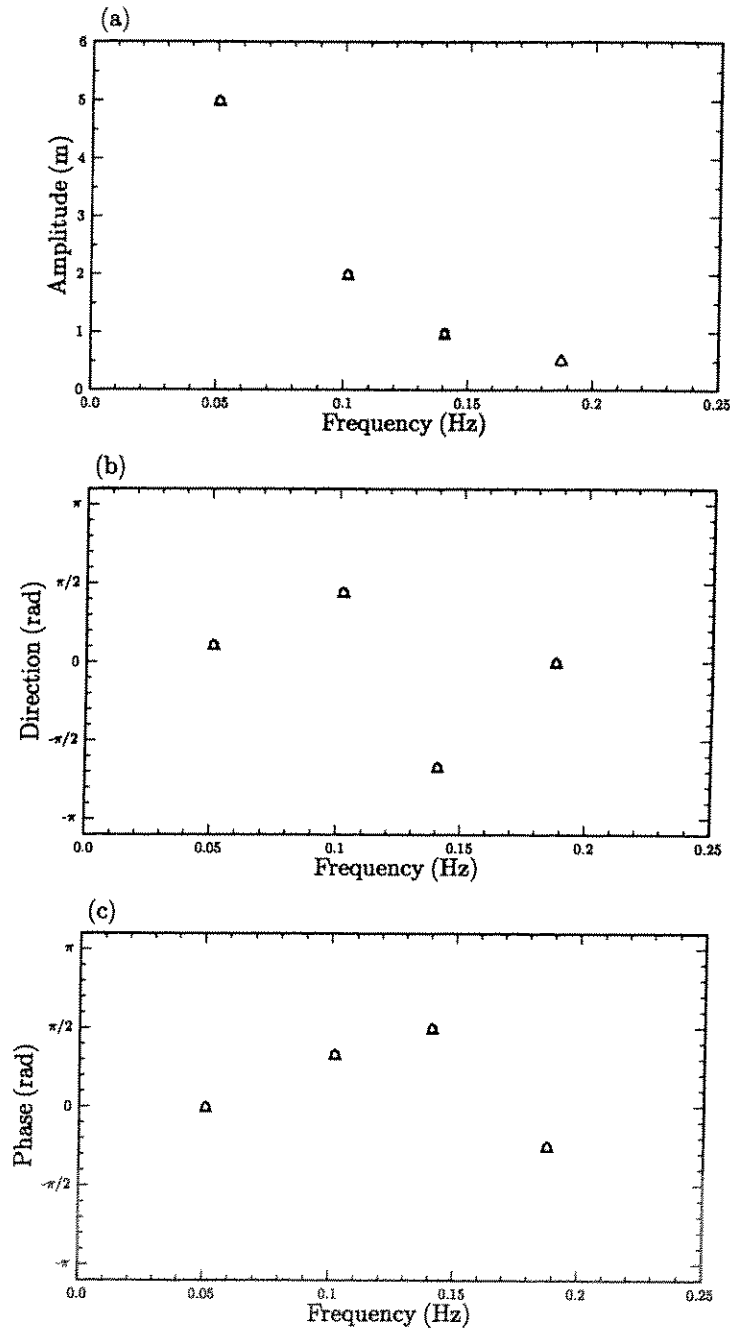 (a)
6
5
4
3
2
1
0
Amplitude (m)
0.0 0.05 0.1 0.15 0.2 0.25
Frequency (Hz)
(b)
π
π/2
0
-π/2
-π
Direction (rad)
0.0 0.05 0.1 0.15 0.2 0.25
Frequency (Hz)
(c)
π
π/2
0
-π/2
-π
Phase (rad)
0.0 0.05 0.1 0.15 0.2 0.25
Frequency (Hz)